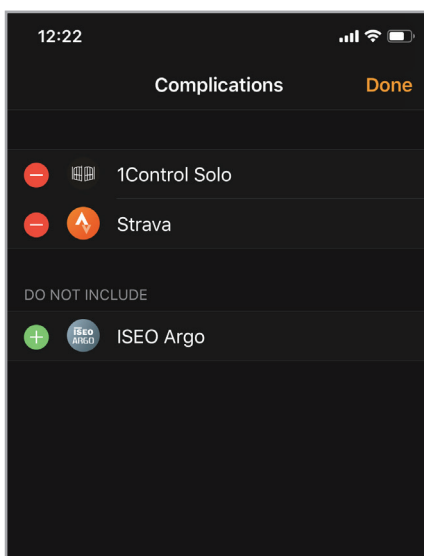 12:22
Complications Done
1Control Solo
Strava
DO NOT INCLUDE
ISEO
ARGO
ISEO Argo